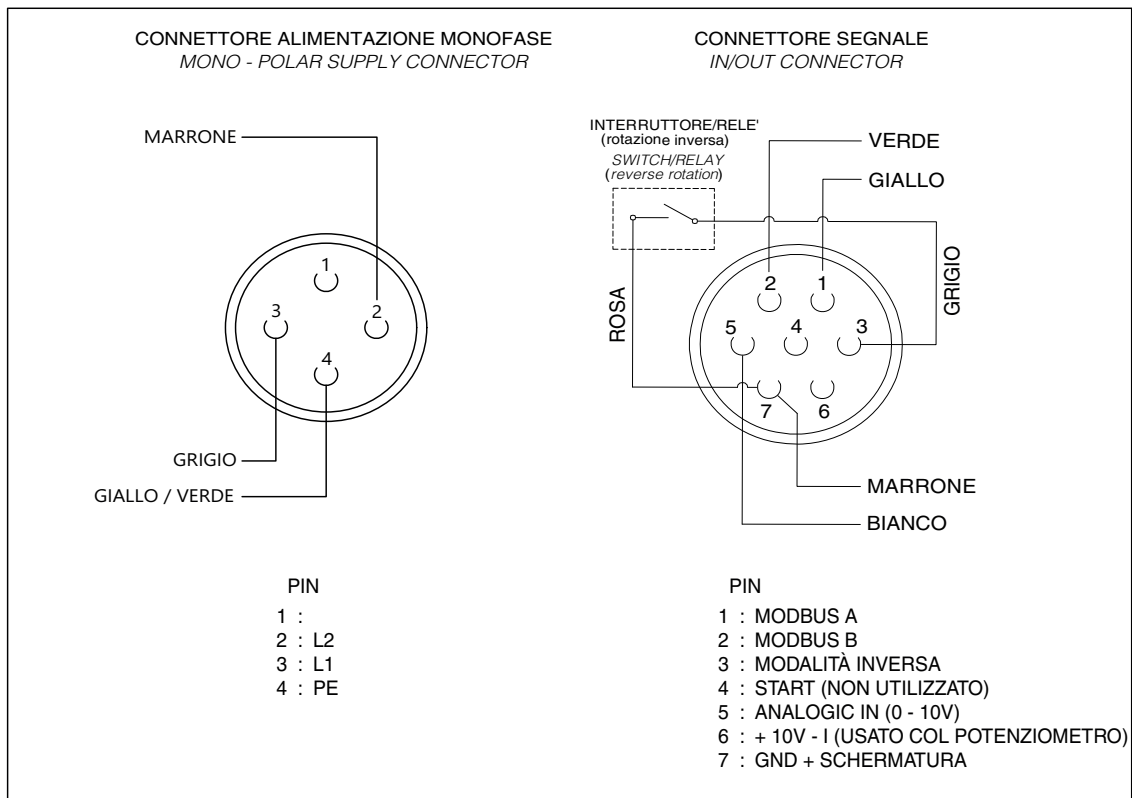 CONNETTORE ALIMENTAZIONE MONOFASE
MONO - POLAR SUPPLY CONNECTOR
MARRONE
1
3
2
4
GRIGIO
GIALLO / VERDE
PIN
1 :
2 : L2
3 : L1
4 : PE
CONNETTORE SEGNALE
IN/OUT CONNECTOR
INTERRUTTORE/RELE'
(rotazione inversa)
SWITCH/RELAY
(reverse rotation)
VERDE
GIALLO
ROSA
GRIGIO
2
1
5
4
3
7
6
MARRONE
BIANCO
PIN
1 : MODBUS A
2 : MODBUS B
3 : MODALITÀ INVERSA
4 : START (NON UTILIZZATO)
5 : ANALOGIC IN (0 - 10V)
6 : + 10V - I (USATO COL POTENZIOMETRO)
7 : GND + SCHERMATURA